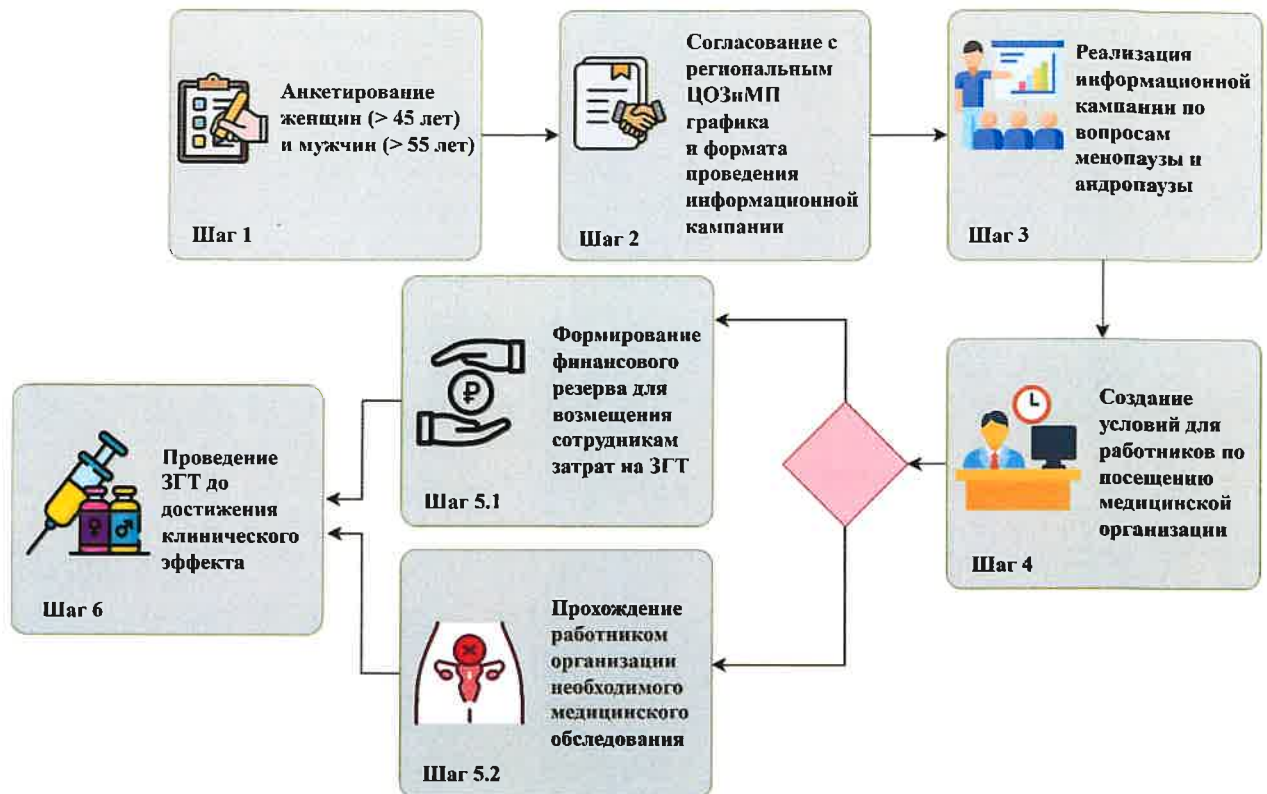 Анкетирование
женщин (> 45 лет)
и мужчин (> 55 лет)
Шаг 1
Согласование с
региональным
ЦОЗиМП
графика
и формата
проведения
информационной
кампании
Шаг 2
Реализация
информационной
кампании по
вопросам
менопаузы и
андропаузы
Шаг 3
Создание
условий для
работников по
посещению
медицинской
организации
Шаг 4
Формирование
финансового
резерва для
возмещения
сотрудникам
затрат на ЗГТ
Шаг 5.1
Прохождение
работником
организации
необходимого
медицинского
обследования
Шаг 5.2
Проведение
ЗГТ до
достижения
клинического
эффекта
Шаг 6